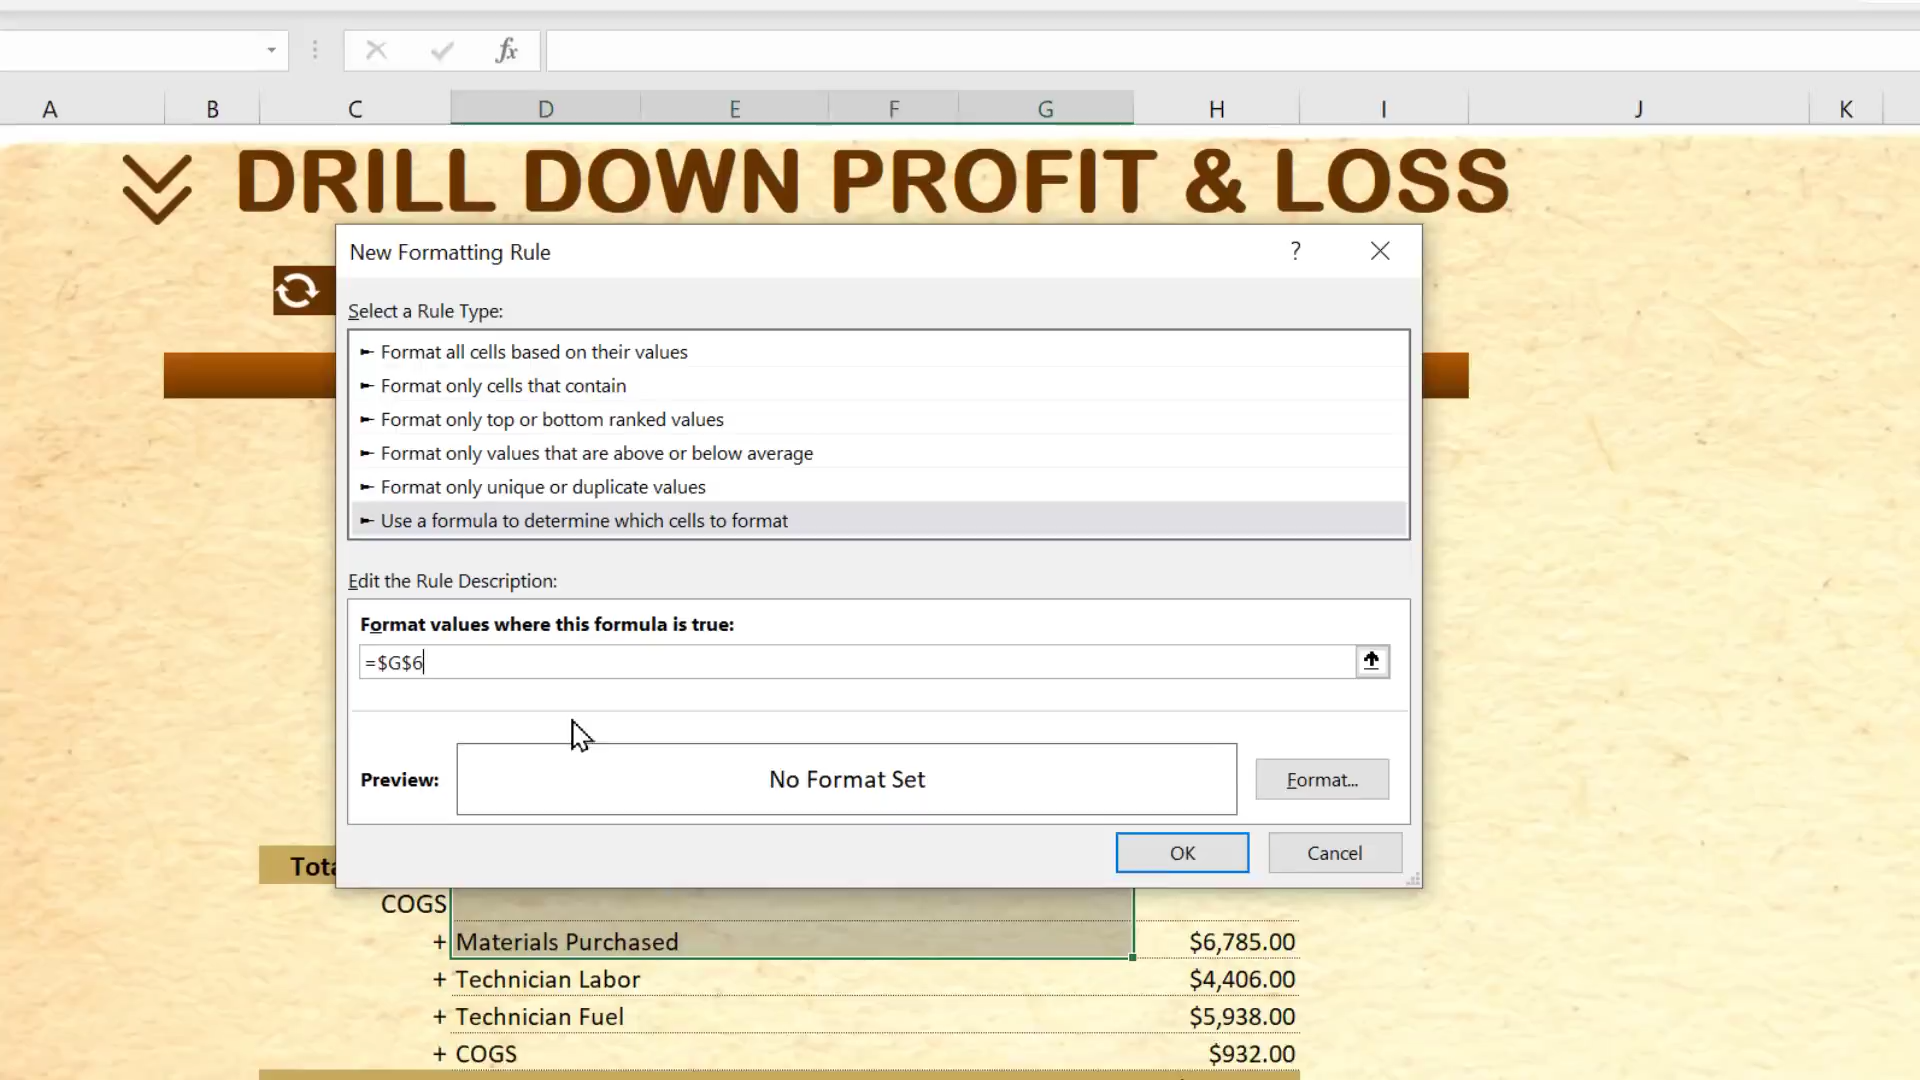 fx
A B C D E F G H I J K
DRILL DOWN PROFIT & LOSS
New Formatting Rule ?
Select a Rule Type:
► Format all cells based on their values
► Format only cells that contain
► Format only top or bottom ranked values
► Format only values that are above or below average
► Format only unique or duplicate values
► Use a formula to determine which cells to format
Edit the Rule Description:
Format values where this formula is true:
=$G$6
Preview: No Format Set Format...
OK Cancel
Tota
COGS
+ Materials Purchased $6,785.00
+ Technician Labor $4,406.00
+ Technician Fuel $5,938.00
+ COGS $932.00